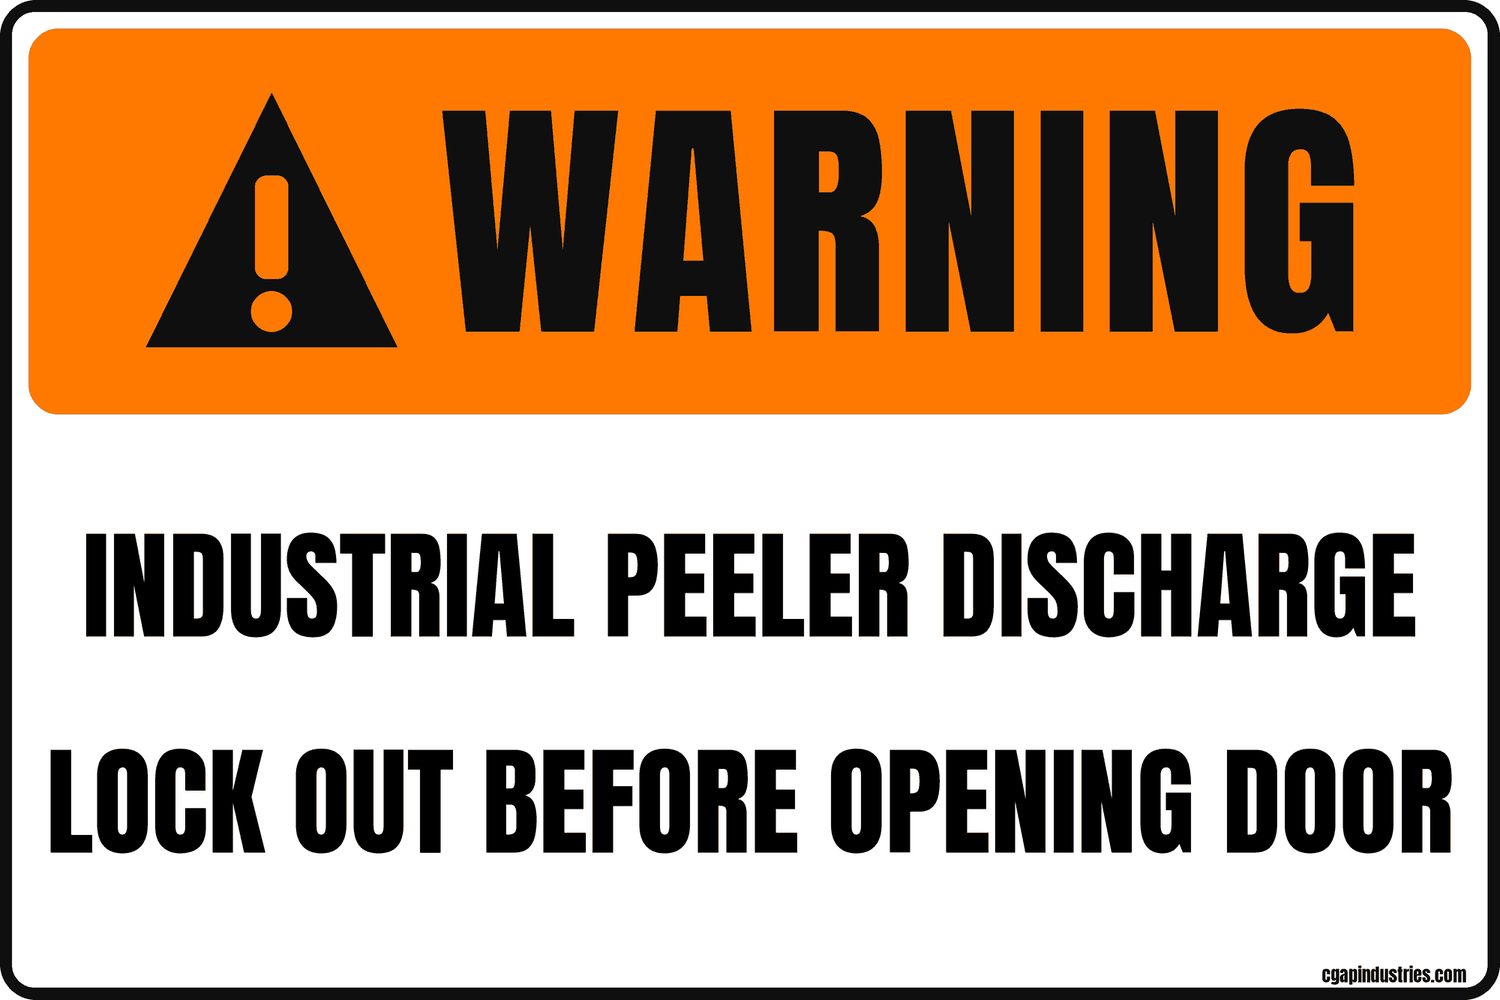 WARNING
INDUSTRIAL PEELER DISCHARGE
LOCK OUT BEFORE OPENING DOOR
cgapindustries.com